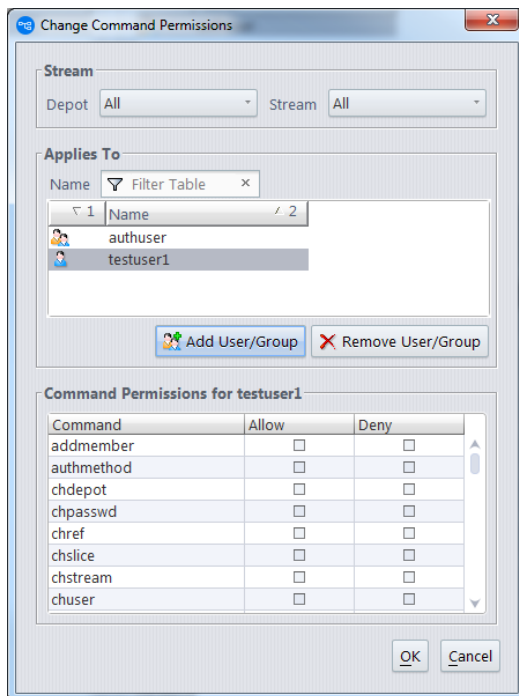 Change Command Permissions
Stream
Depot All Stream All
Applies To
Name Filter Table ×
1 Name 2
authuser
testuser1
Add User/Group Remove User/Group
Command Permissions for testuser1
Command Allow Deny
addmember
authmethod
chdepot
chpasswd
chref
chslice
chstream
chuser
OK Cancel